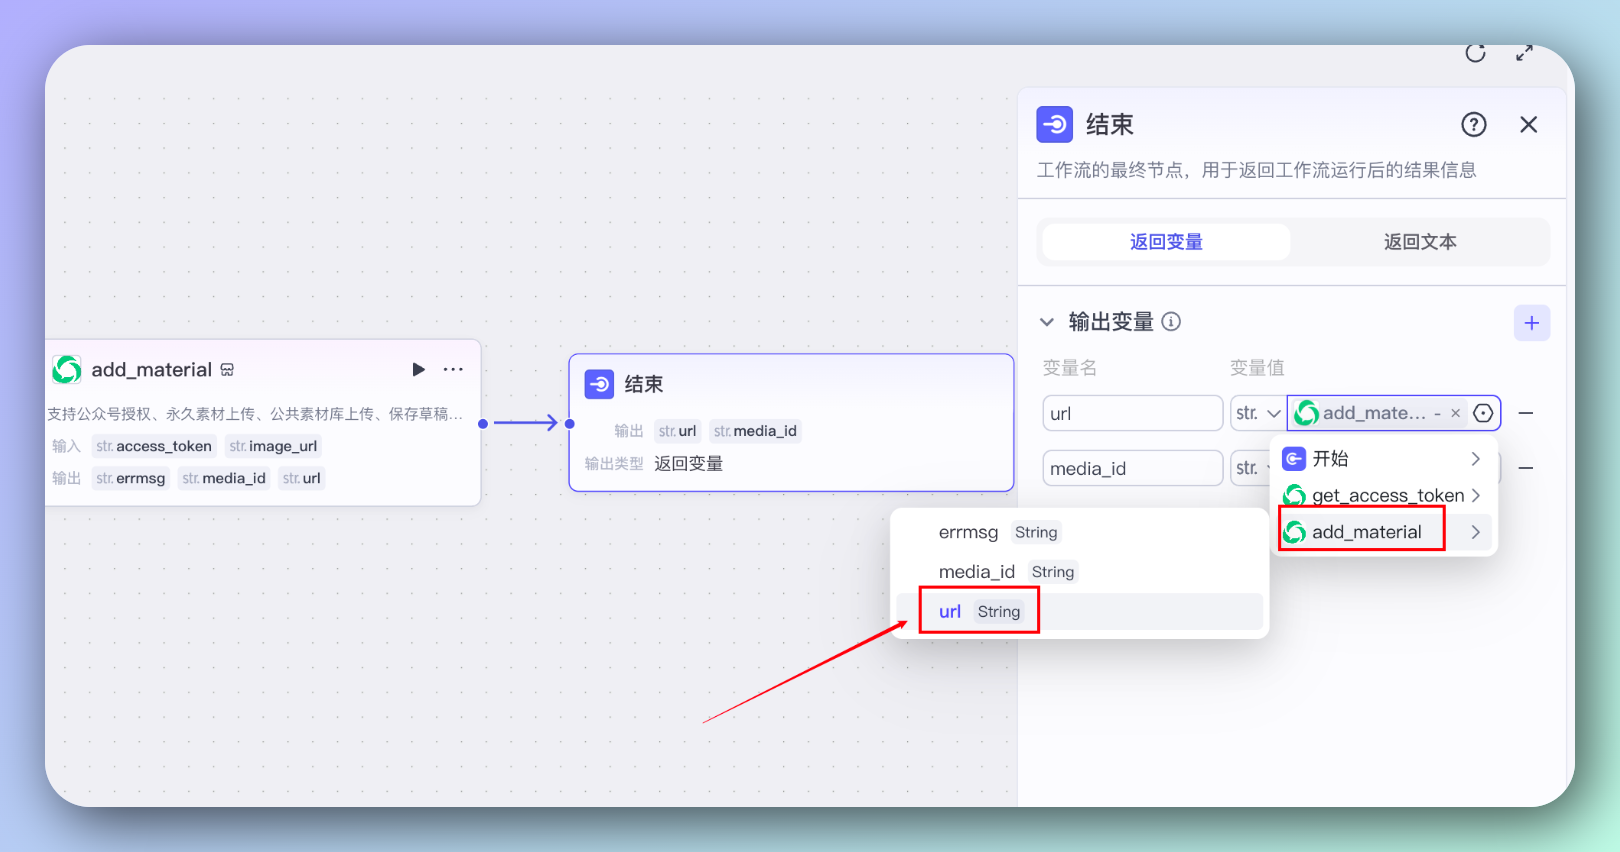 add_material
支持公众号授权、永久素材上传、公共素材库上传、保存草稿...
输入 str. access_token str. image_url
输出 str. errmsg str. media_id str. url
结束
输出 str. url str. media_id
输出类型 返回变量
结束
工作流的最终节点，用于返回工作流运行后的结果信息
返回变量 返回文本
输出变量
变量名 变量值
url str. add_mate... - ×
media_id str.
开始
get_access_token
add_material
errmsg String
media_id String
url String